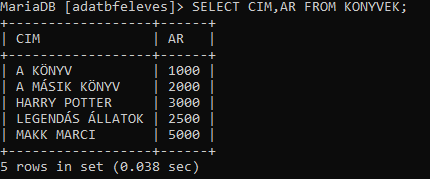 MariaDB [adatbfeleves]> SELECT CIM,AR FROM KONYVEK;
+------------------+------+
| CIM              | AR   |
+------------------+------+
| A KÖNYV          | 1000 |
| A MÁSIK KÖNYV    | 2000 |
| HARRY POTTER     | 3000 |
| LEGENDÁS ÁLLATOK | 2500 |
| MAKK MARCI       | 5000 |
+------------------+------+
5 rows in set (0.038 sec)